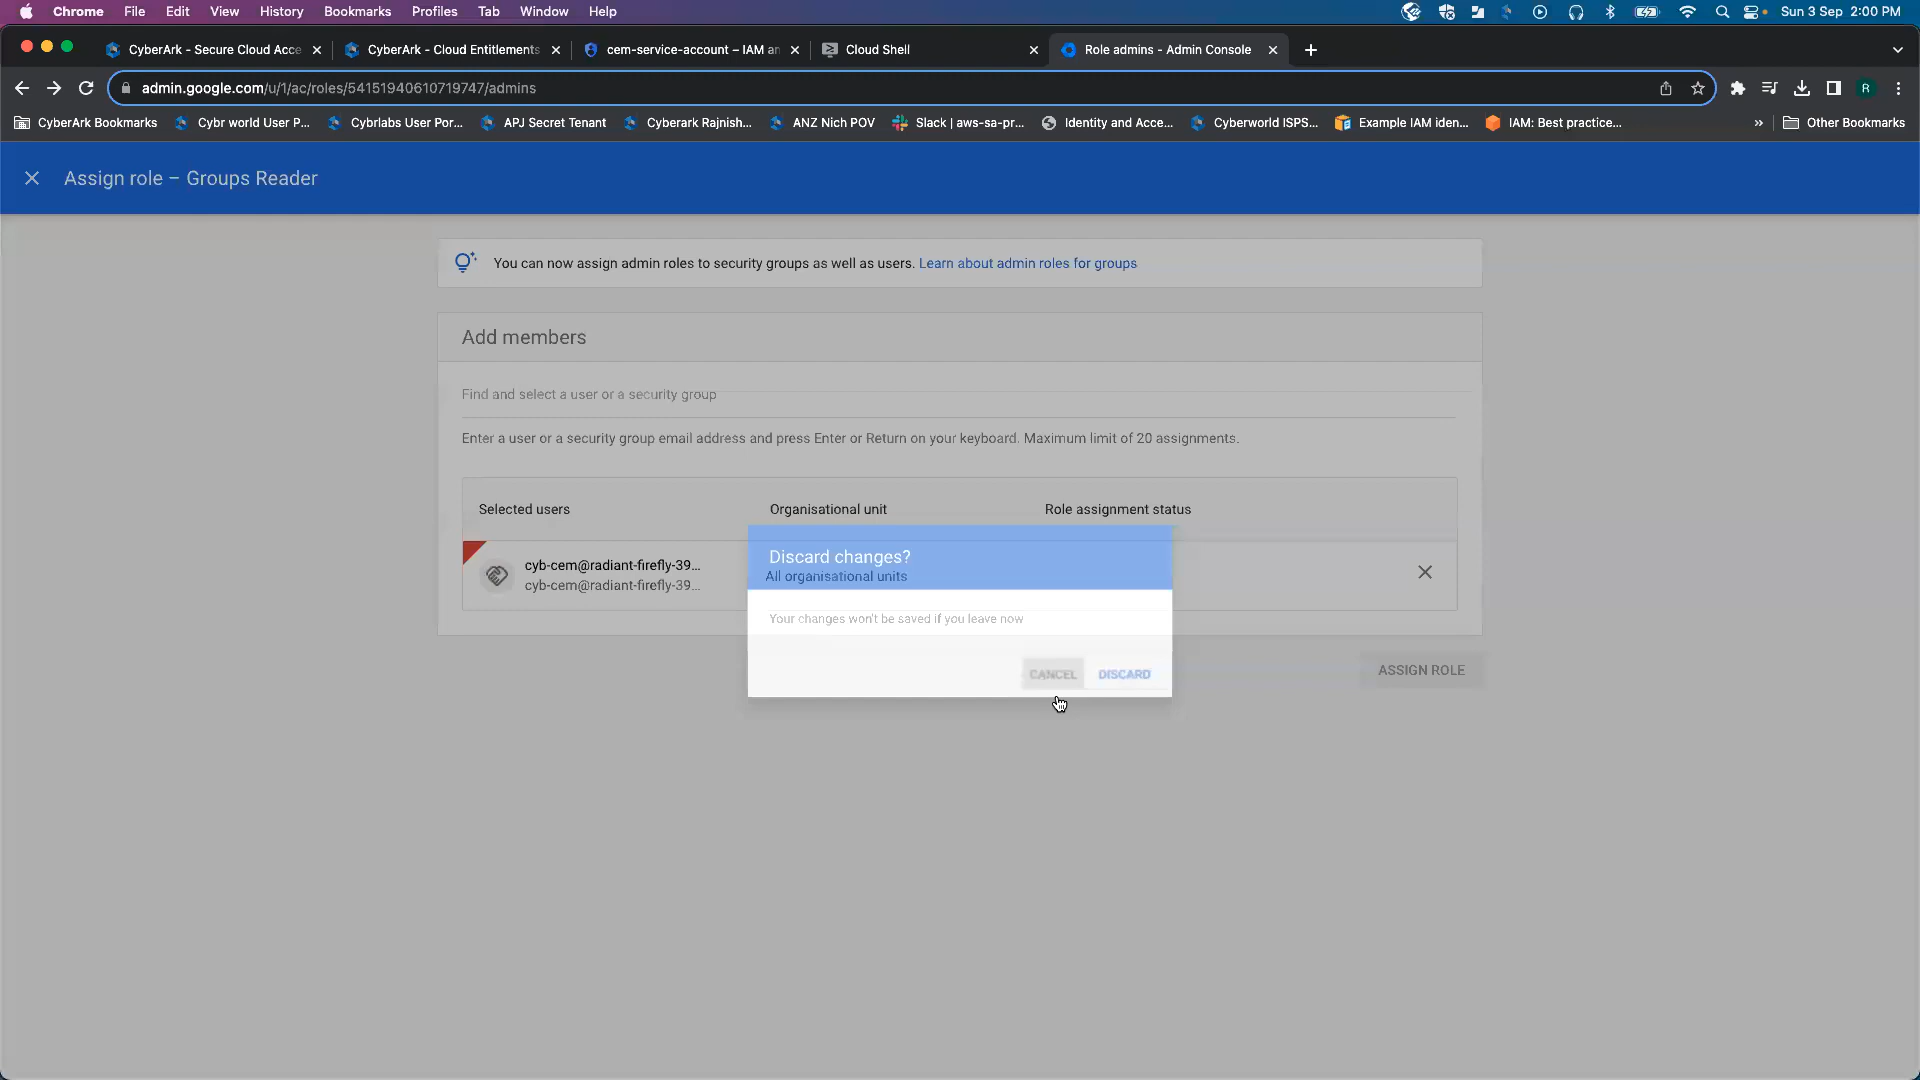 Chrome File Edit View History Bookmarks Profiles Tab Window Help Sun 3 Sep 2:00 PM
CyberArk - Secure Cloud Acce CyberArk - Cloud Entitlements cem-service-account – IAM an Cloud Shell Role admins - Admin Console
admin.google.com/u/1/ac/roles/54151940610719747/admins R
CyberArk Bookmarks Cybr world User P... Cybrlabs User Por... APJ Secret Tenant Cyberark Rajnish... ANZ Nich POV Slack | aws-sa-pr... Identity and Acce... Cyberworld ISPS... Example IAM iden... IAM: Best practice... » Other Bookmarks
Assign role – Groups Reader
You can now assign admin roles to security groups as well as users. Learn about admin roles for groups
Add members
Find and select a user or a security group
Enter a user or a security group email address and press Enter or Return on your keyboard. Maximum limit of 20 assignments.
Selected users Organisational unit Role assignment status
cyb-cem@radiant-firefly-39...
cyb-cem@radiant-firefly-39...
Discard changes?
All organisational units
Your changes won't be saved if you leave now
CANCEL DISCARD
ASSIGN ROLE